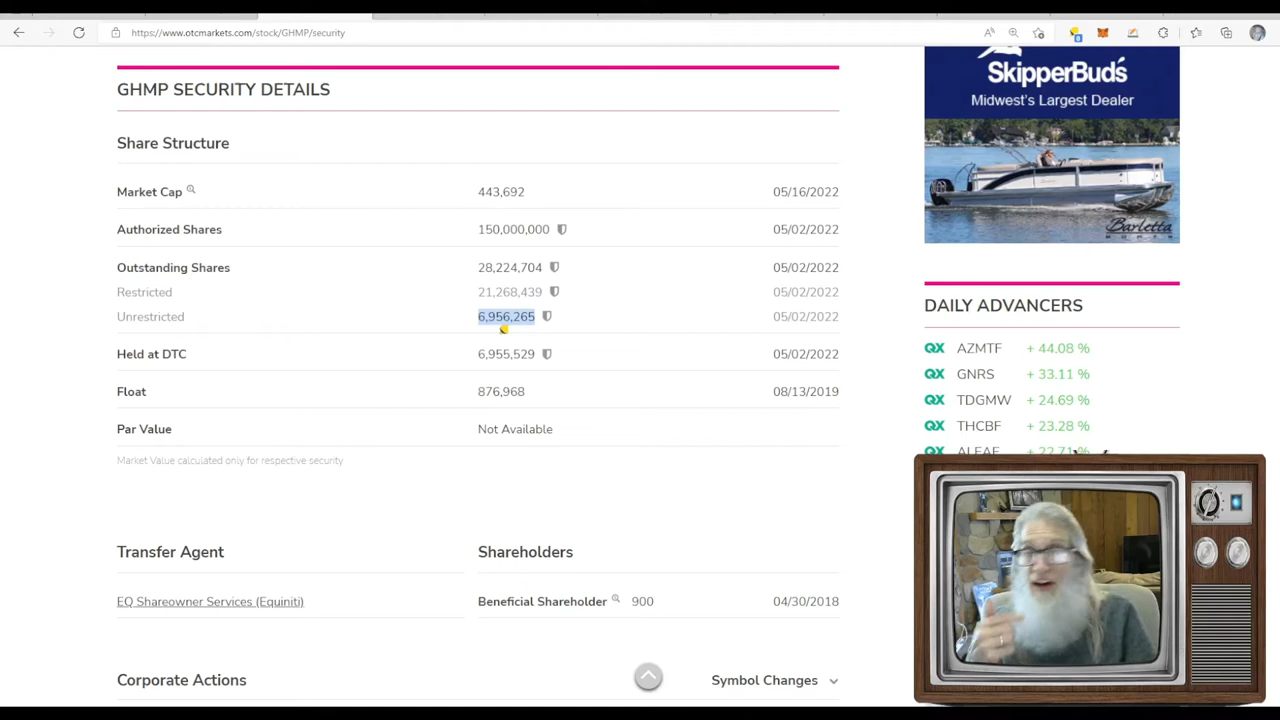 https://www.otcmarkets.com/stock/GHMP/security
GHMP SECURITY DETAILS
Share Structure
Market Cap 443,692 05/16/2022
Authorized Shares 150,000,000 05/02/2022
Outstanding Shares 28,224,704 05/02/2022
Restricted 21,268,439 05/02/2022
Unrestricted 6,956,265 05/02/2022
Held at DTC 6,955,529 05/02/2022
Float 876,968 08/13/2019
Par Value Not Available
Market Value calculated only for respective security
Transfer Agent
EQ Shareowner Services (Equiniti)
Shareholders
Beneficial Shareholder 900 04/30/2018
Corporate Actions
Symbol Changes
SkipperBud's
Midwest's Largest Dealer
Barletta
DAILY ADVANCERS
QX AZMTF + 44.08 %
QX GNRS + 33.11 %
QX TDGMW + 24.69 %
QX THCBF + 23.28 %
QX ALEAF + 22.71 %